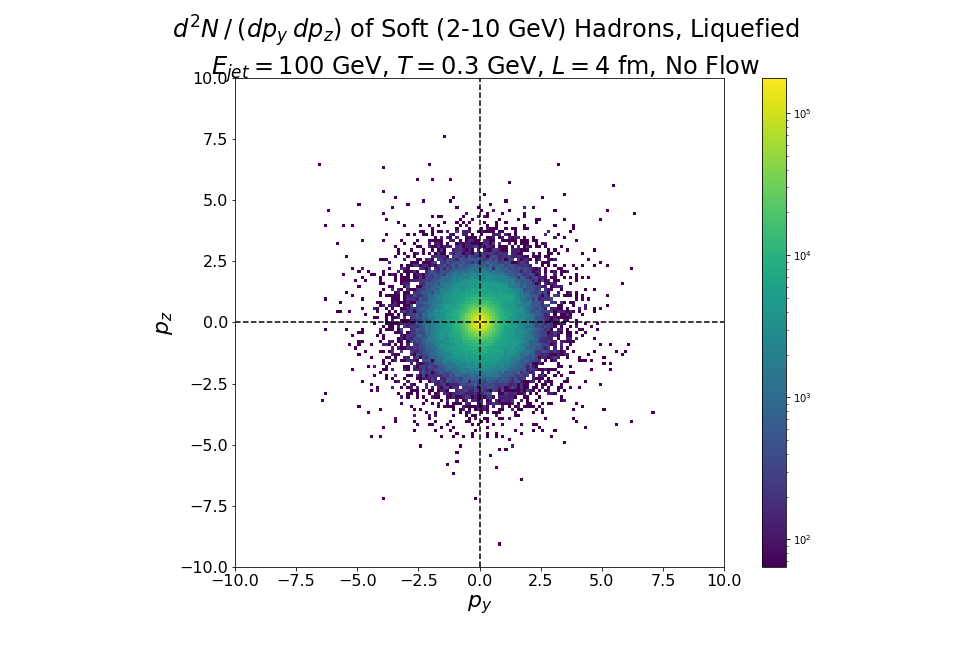 d²N / (dp_y dp_z) of Soft (2-10 GeV) Hadrons, Liquefied
E_jet = 100 GeV, T = 0.3 GeV, L = 4 fm, No Flow
10.0
7.5
5.0
2.5
0.0
−2.5
−5.0
−7.5
−10.0
p_z
−10.0 −7.5 −5.0 −2.5 0.0 2.5 5.0 7.5 10.0
p_y
10⁵
10⁴
10³
10²